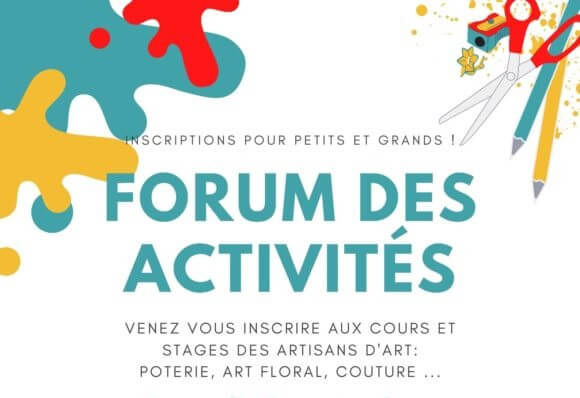 INSCRIPTIONS POUR PETITS ET GRANDS !
FORUM DES
ACTIVITÉS
VENEZ VOUS INSCRIRE AUX COURS ET
STAGES DES ARTISANS D'ART:
POTERIE, ART FLORAL, COUTURE ...